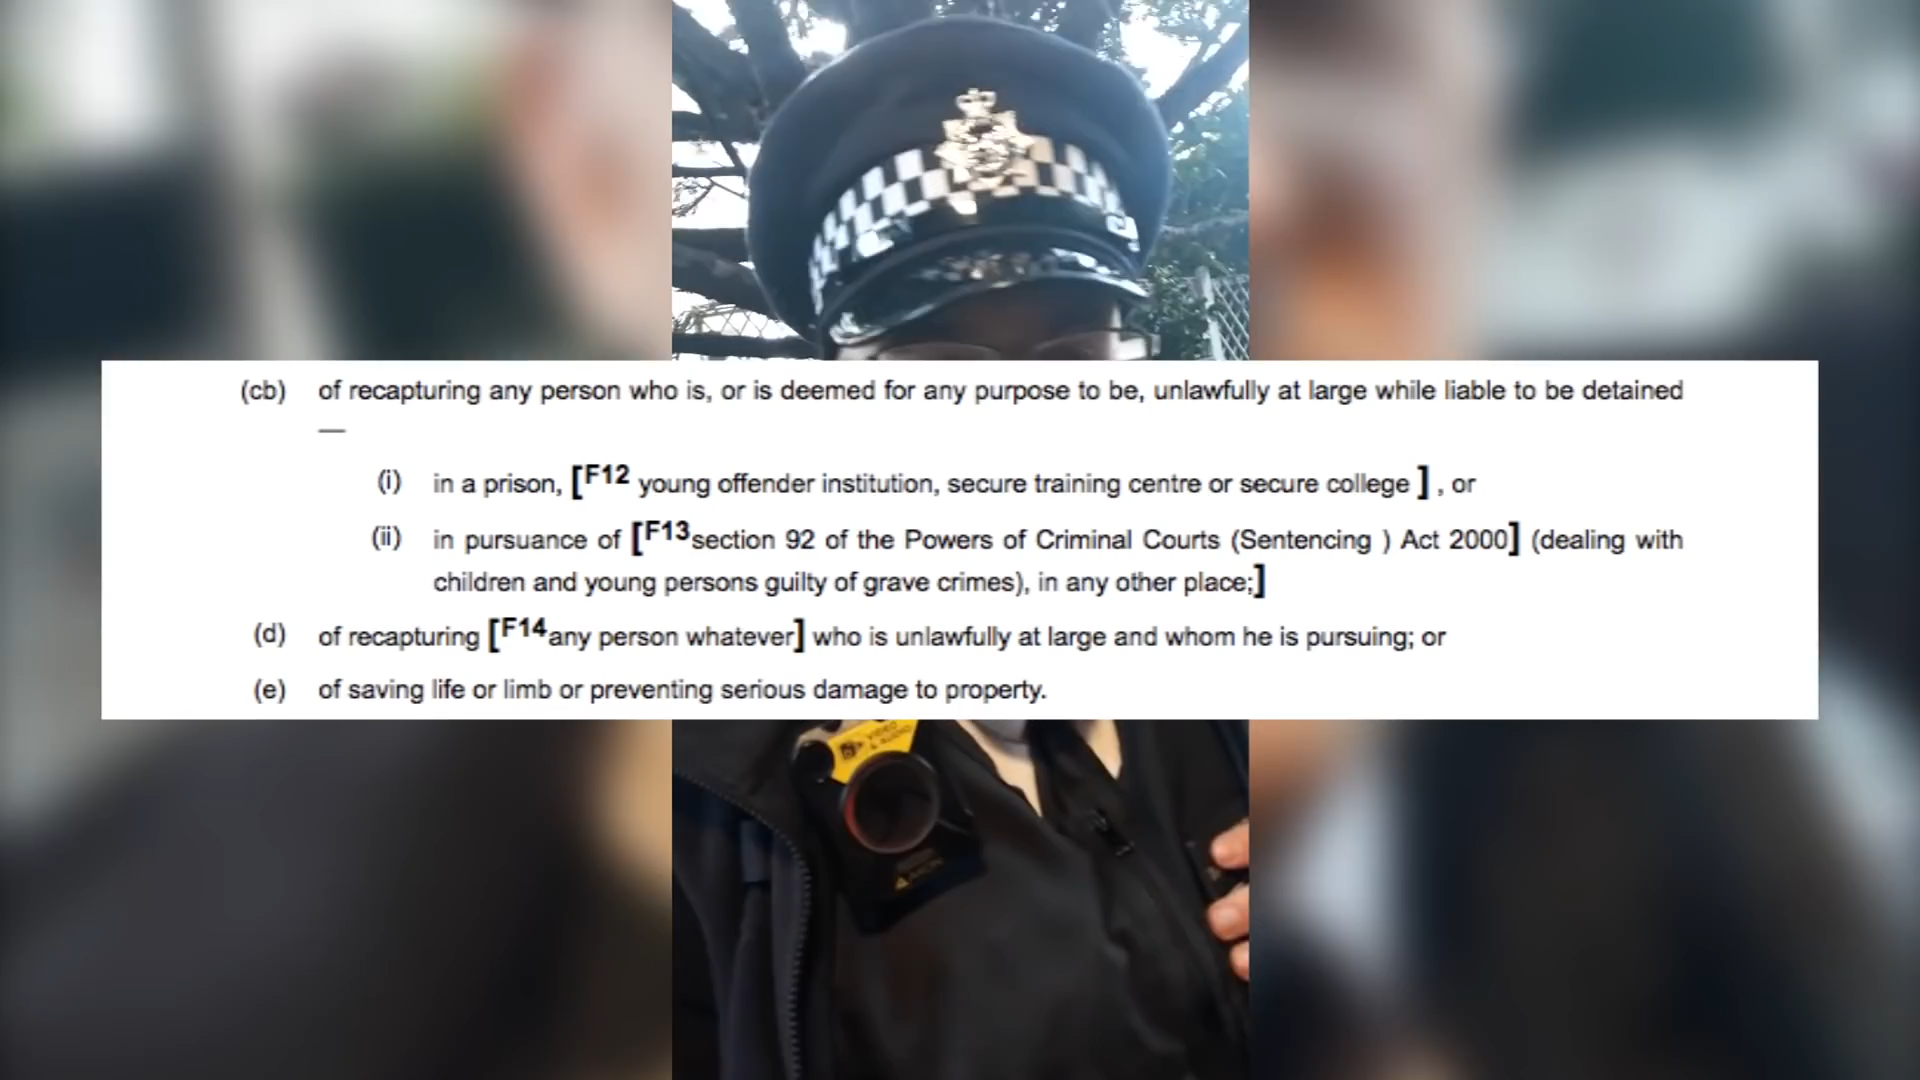 (cb) of recapturing any person who is, or is deemed for any purpose to be, unlawfully at large while liable to be detained
—
(i) in a prison, [F12 young offender institution, secure training centre or secure college ] , or
(ii) in pursuance of [F13section 92 of the Powers of Criminal Courts (Sentencing ) Act 2000] (dealing with
children and young persons guilty of grave crimes), in any other place;]
(d) of recapturing [F14any person whatever] who is unlawfully at large and whom he is pursuing; or
(e) of saving life or limb or preventing serious damage to property.
VIDEO
& AUDIO
AXON